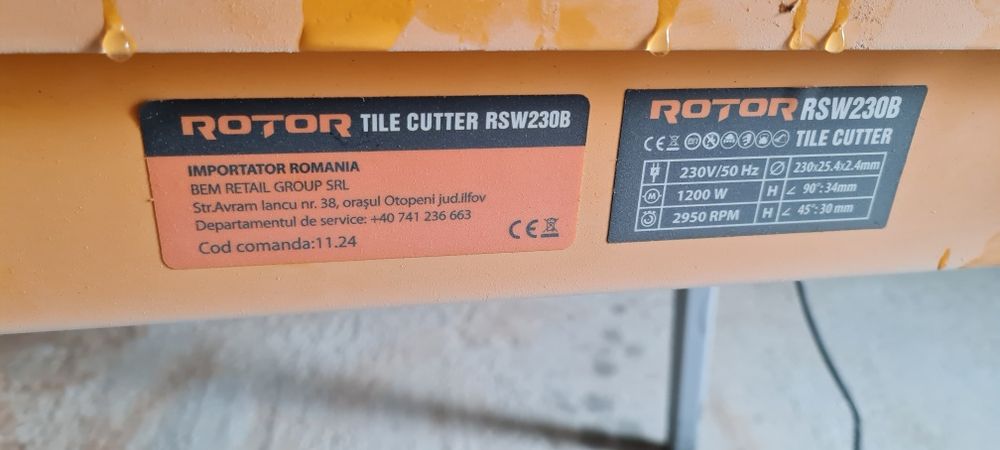 ROTOR TILE CUTTER RSW230B
IMPORTATOR ROMANIA
BEM RETAIL GROUP SRL
Str.Avram Iancu nr. 38, orașul Otopeni jud.ilfov
Departamentul de service: +40 741 236 663
Cod comanda:11.24
CE
ROTOR RSW230B
CE TILE CUTTER
230V/50 Hz Ø 230x25.4x2.4mm
M 1200 W H ∠ 90°: 34mm
2950 RPM H ∠ 45°: 30 mm